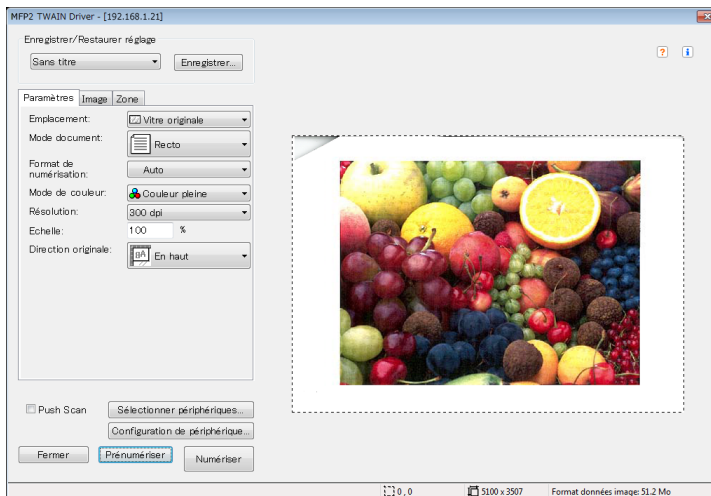 MFP2 TWAIN Driver - [192.168.1.21]
Enregistrer/Restaurer réglage
Sans titre
Enregistrer...
? i
Paramètres Image Zone
Emplacement: Vitre originale
Mode document: Recto
Format de
numérisation: Auto
Mode de couleur: Couleur pleine
Résolution: 300 dpi
Echelle: 100 %
Direction originale: BA En haut
Push Scan Sélectionner périphériques...
Configuration de périphérique...
Fermer Prénumériser Numériser
0 , 0 5100 x 3507 Format données image: 51.2 Mo